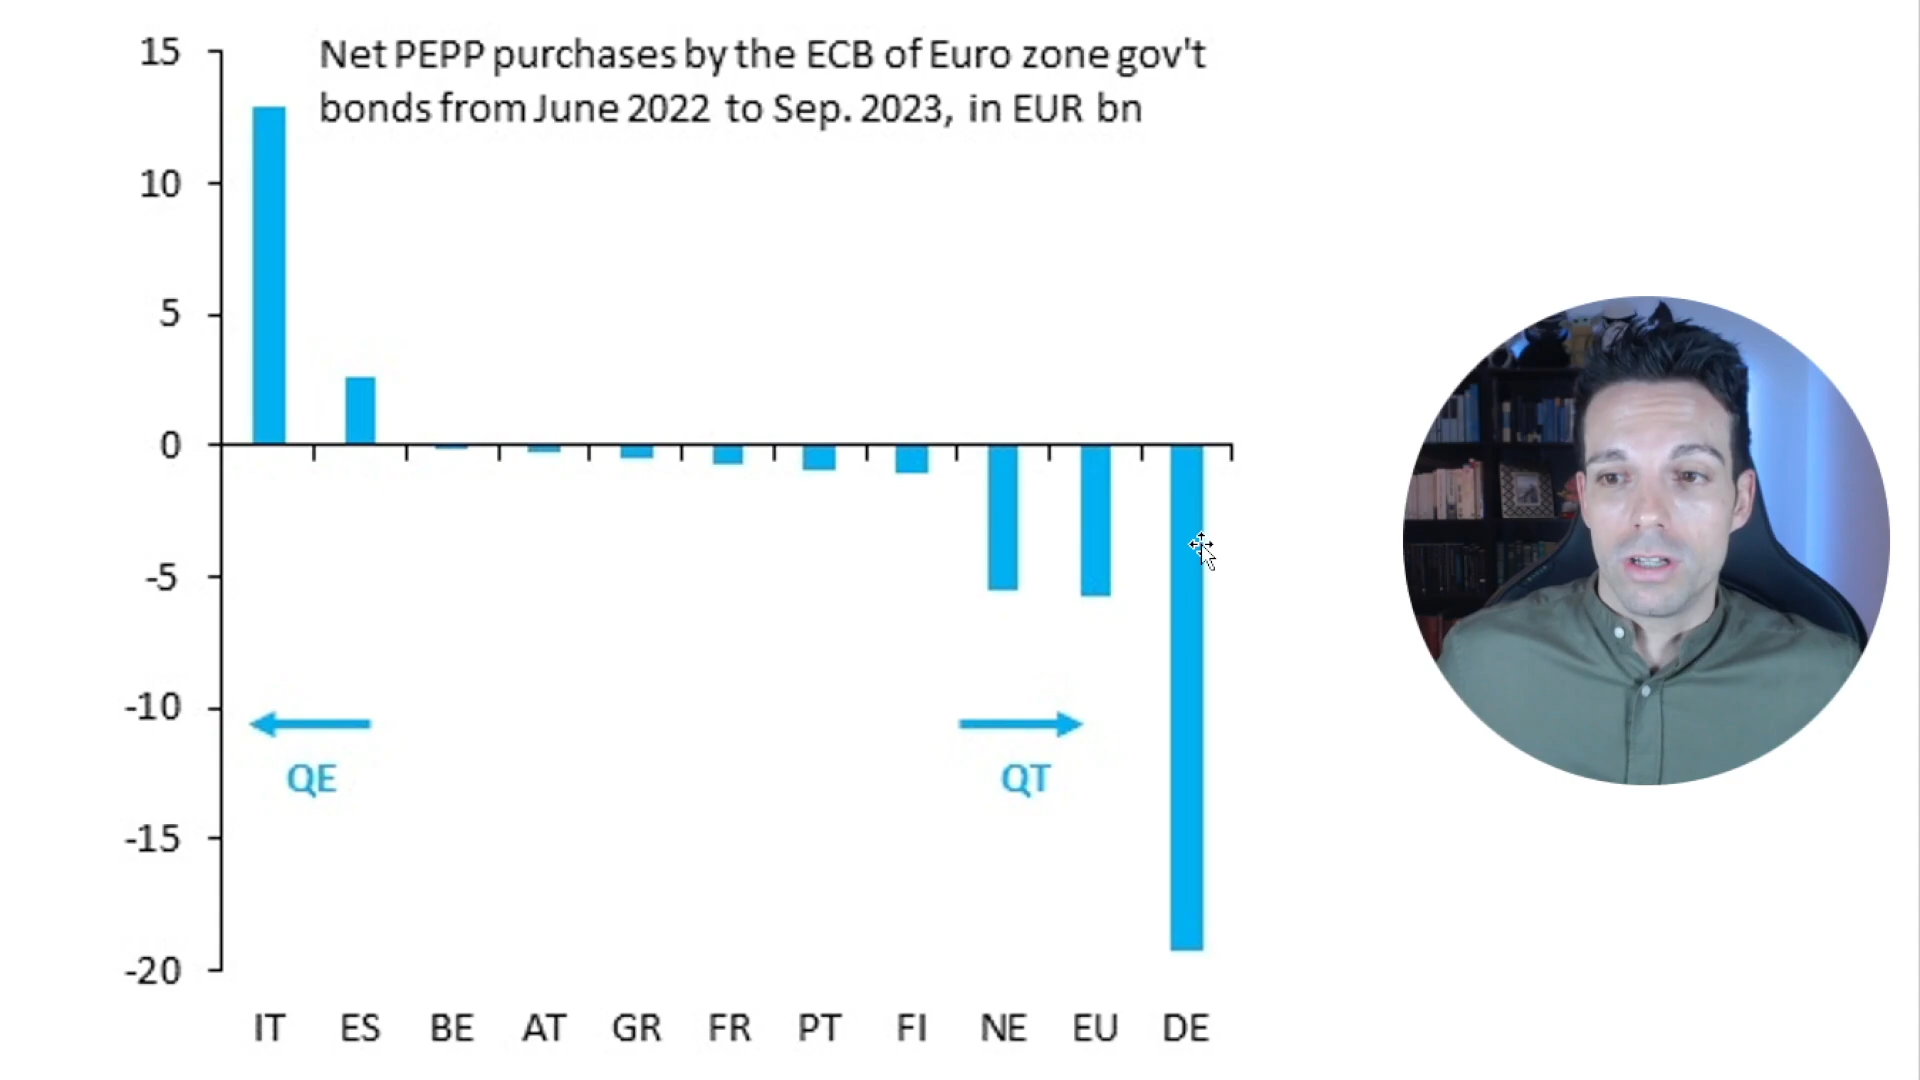 Net PEPP purchases by the ECB of Euro zone gov't
bonds from June 2022 to Sep. 2023, in EUR bn
15
10
5
0
-5
-10
-15
-20
QE
QT
IT ES BE AT GR FR PT FI NE EU DE